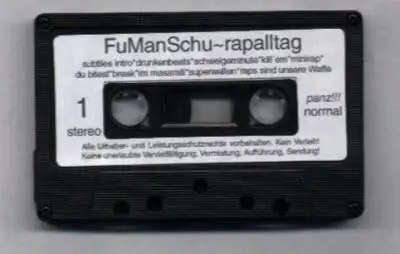 FuManSchu~rapalltag
subtiles intro*drunkenbeats*schweigeminute*kill em*minirap*
du bitest*break*im maserati*superwellen*raps sind unsere Waffe
1
stereo
panz!!!
normal
Alle Urheber- und Leistungsschutzrechte vorbehalten. Kein Verleih!
Keine unerlaubte Vervielfältigung, Vermietung, Aufführung, Sendung!